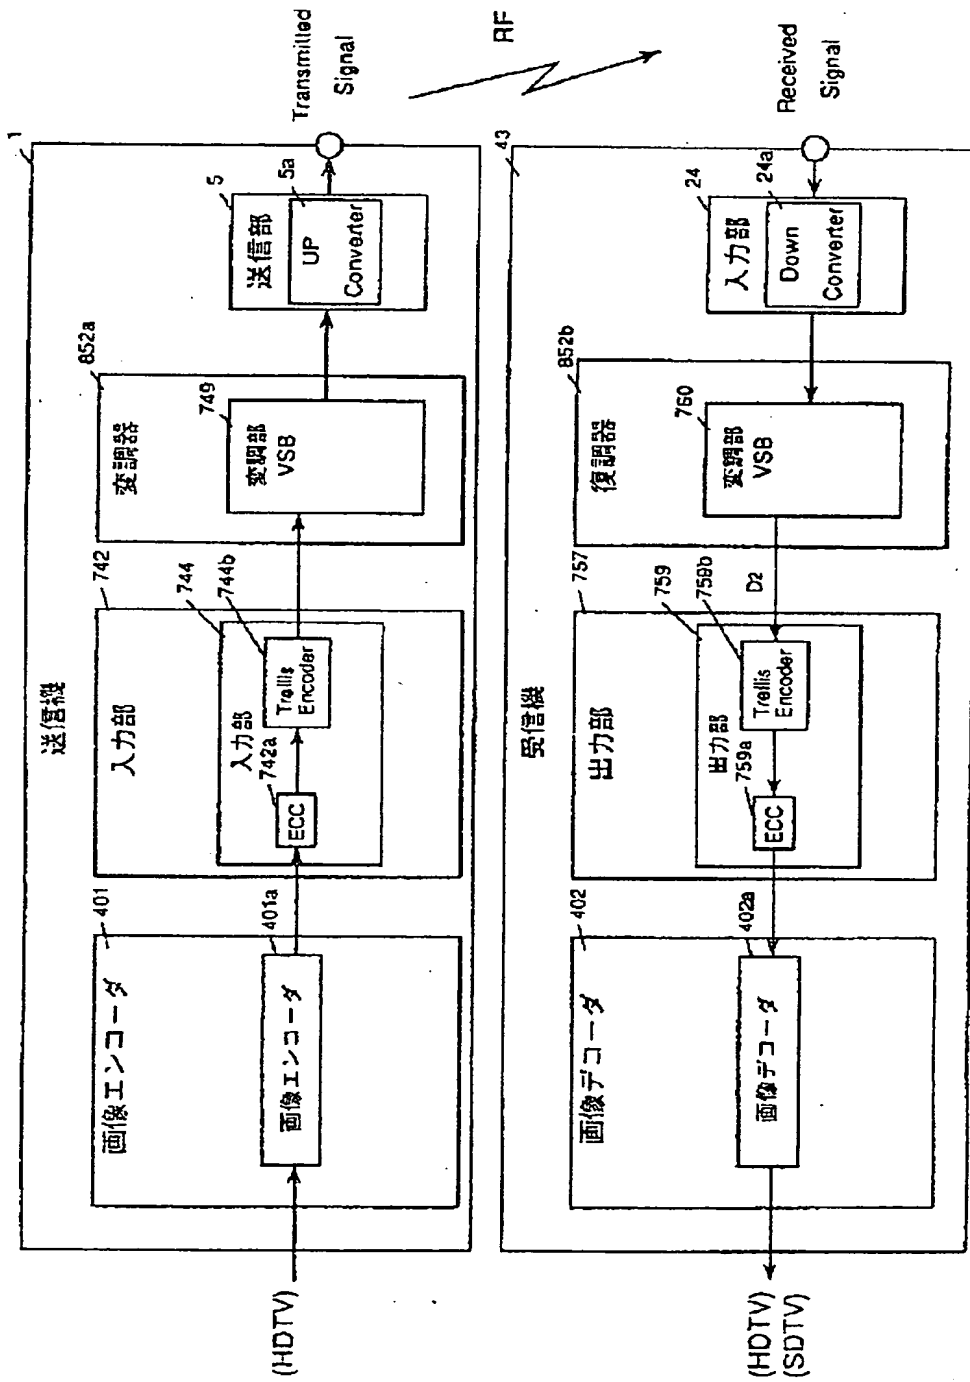 送信機
1
画像エンコーダ
401
画像エンコーダ
401a
(HDTV)
入力部
742
入力部
744
742a
ECC
744b
Trellis
Encoder
変調器
852a
749
変調部
VSB
送信部
5
5a
UP
Converter
Transmitted
Signal
RF
受信機
43
画像デコーダ
402
画像デコーダ
402a
(HDTV)
(SDTV)
出力部
757
出力部
759
759a
ECC
759b
Trellis
Encoder
D2
復調器
852b
760
変調部
VSB
入力部
24
24a
Down
Converter
Received
Signal